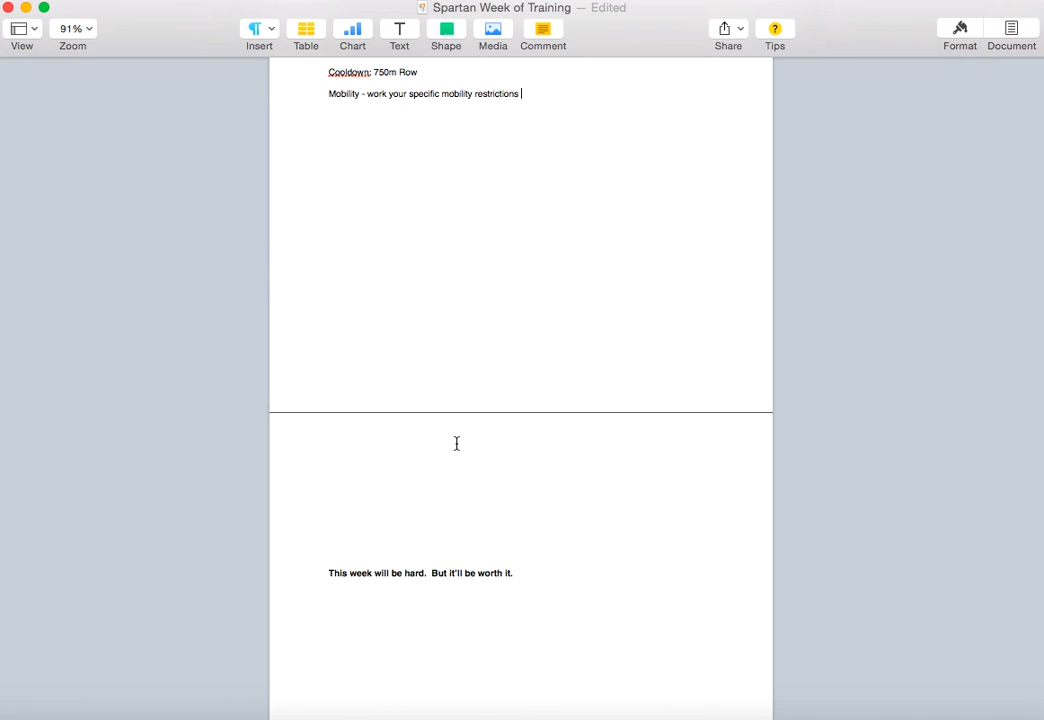 Spartan Week of Training — Edited
91%
View
Zoom
Insert
Table
Chart
T
Text
Shape
Media
Comment
Share
?
Tips
Format
Document
Cooldown: 750m Row
Mobility - work your specific mobility restrictions
This week will be hard.  But it'll be worth it.